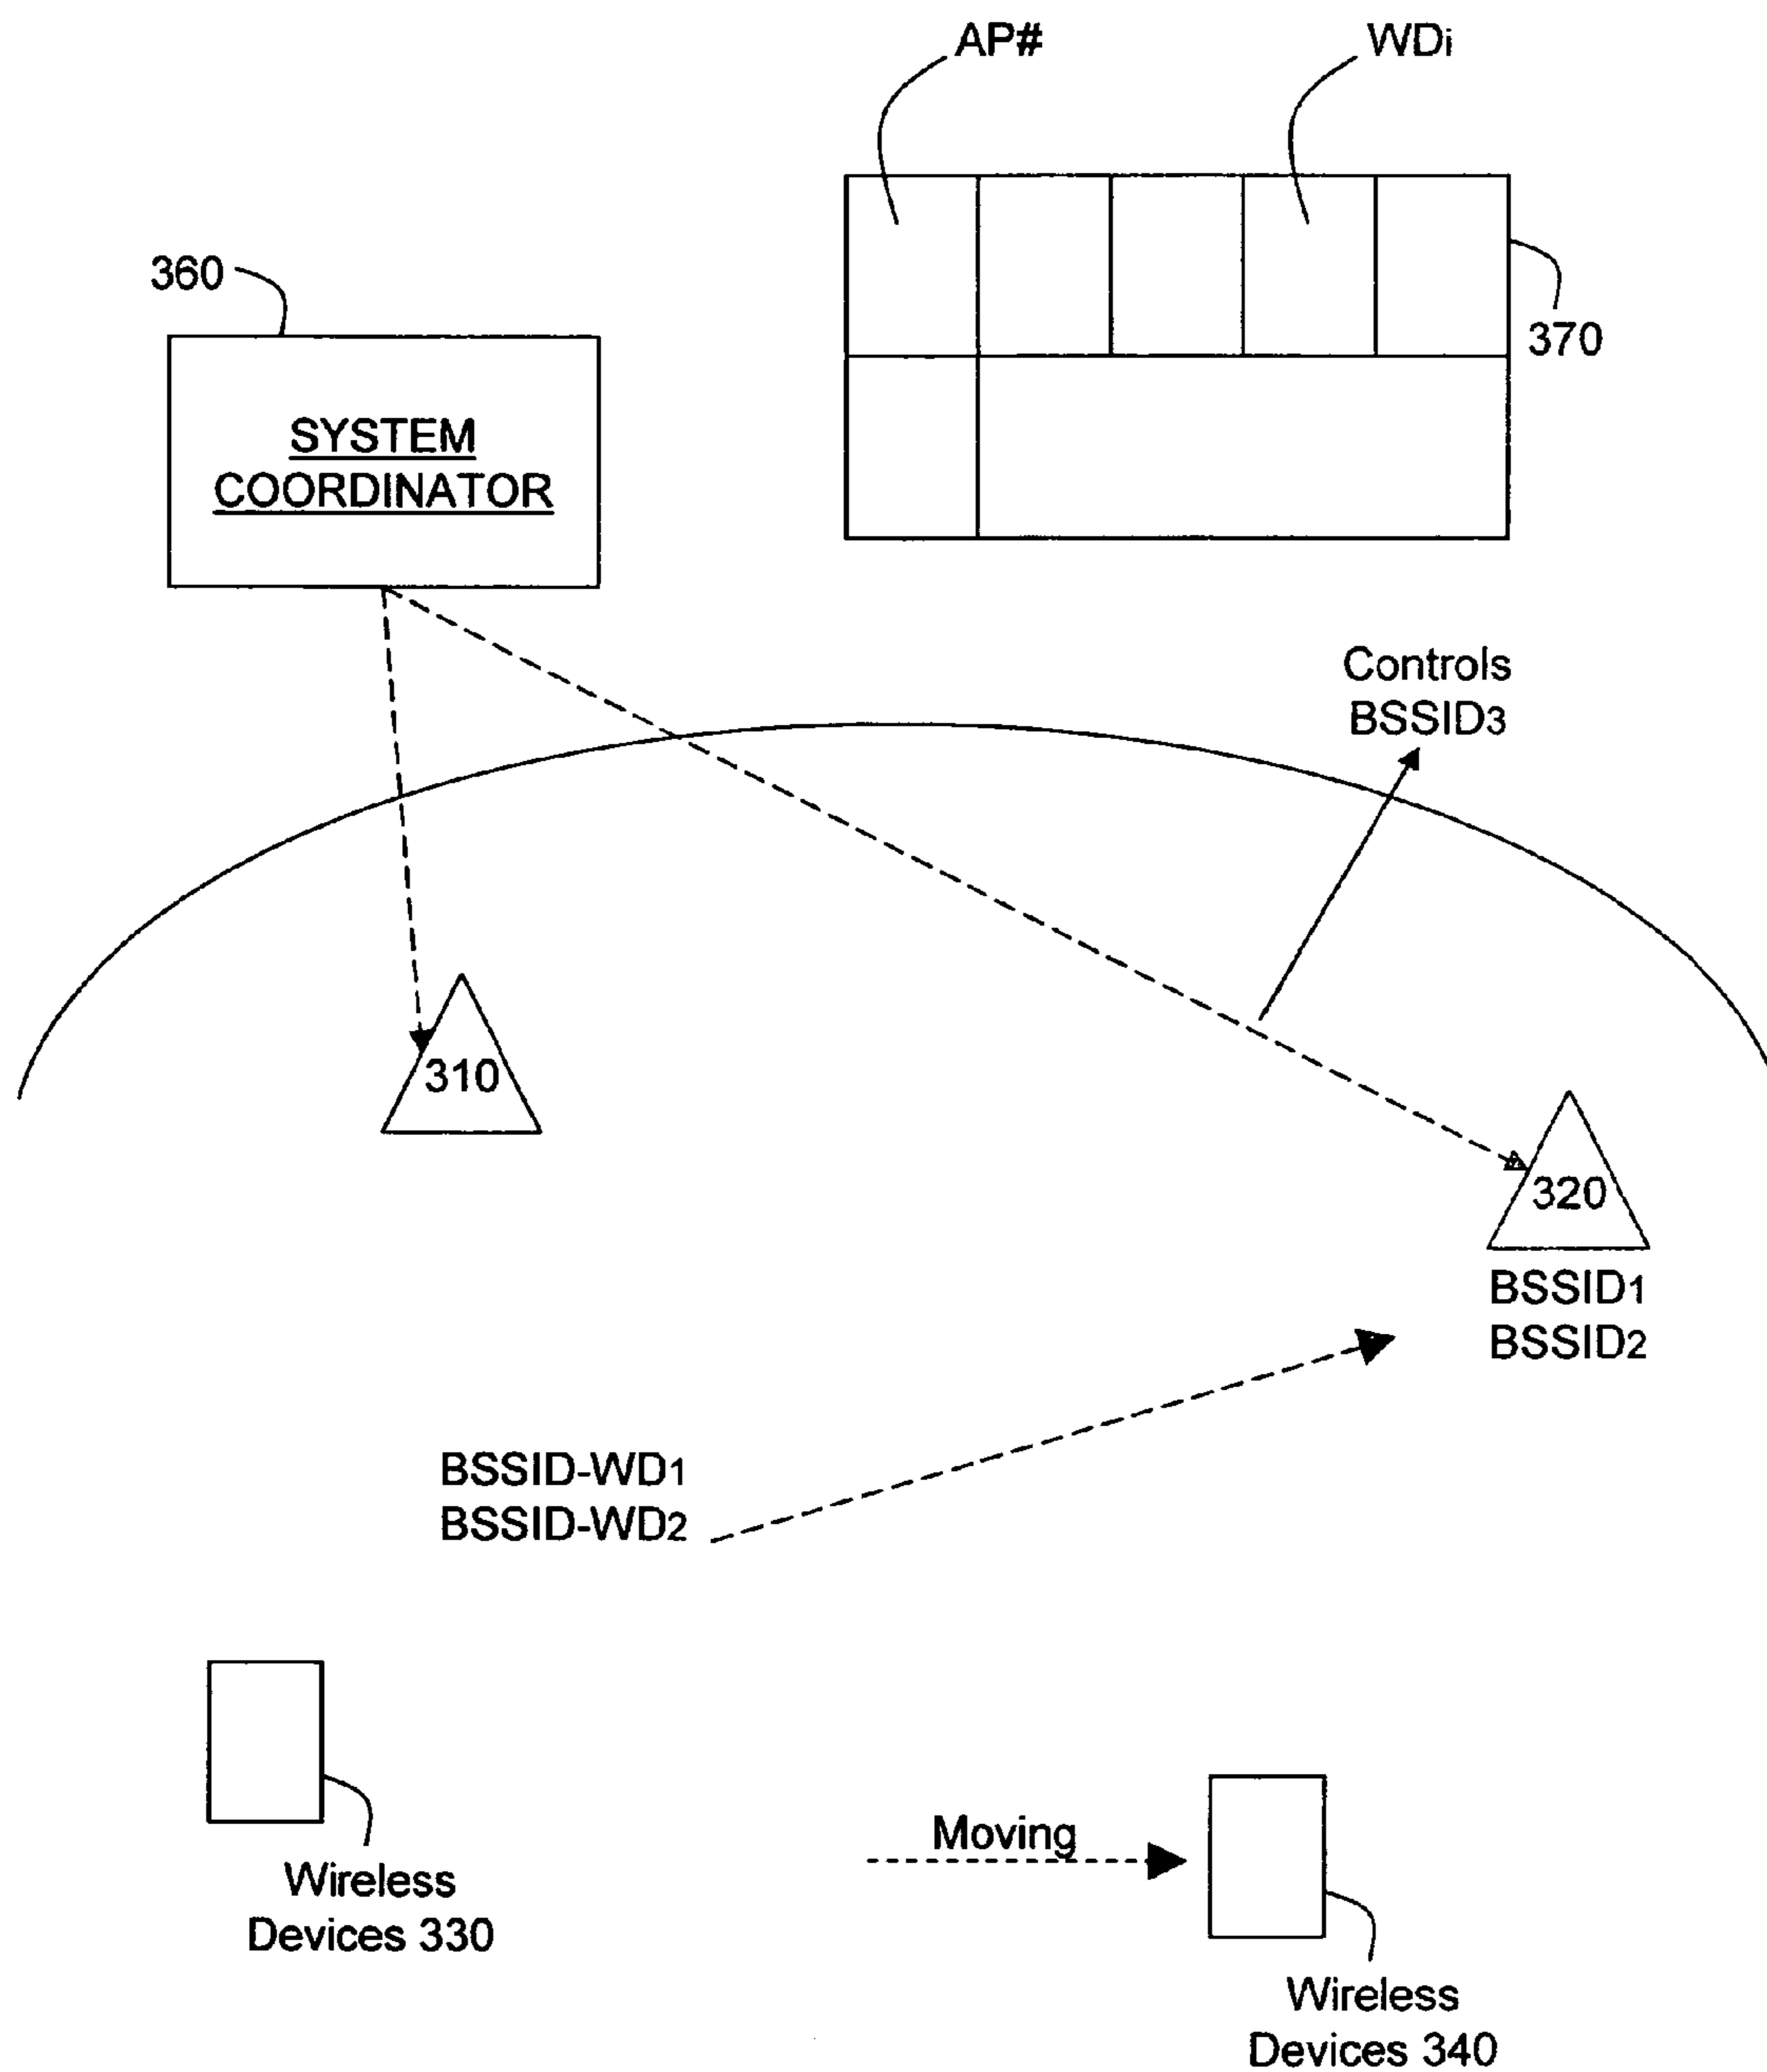 AP#
WDi
360
370
SYSTEM
COORDINATOR
Controls
BSSID3
310
320
BSSID1
BSSID2
BSSID-WD1
BSSID-WD2
Moving
Wireless
Devices 330
Wireless
Devices 340